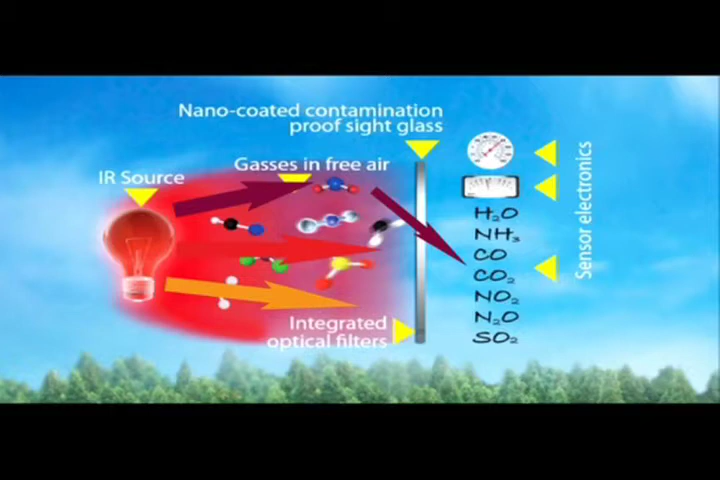 Nano-coated contamination
proof sight glass
Gasses in free air
IR Source
Sensor electronics
H₂O
NH₃
CO
CO₂
NO₂
N₂O
SO₂
Integrated
optical filters